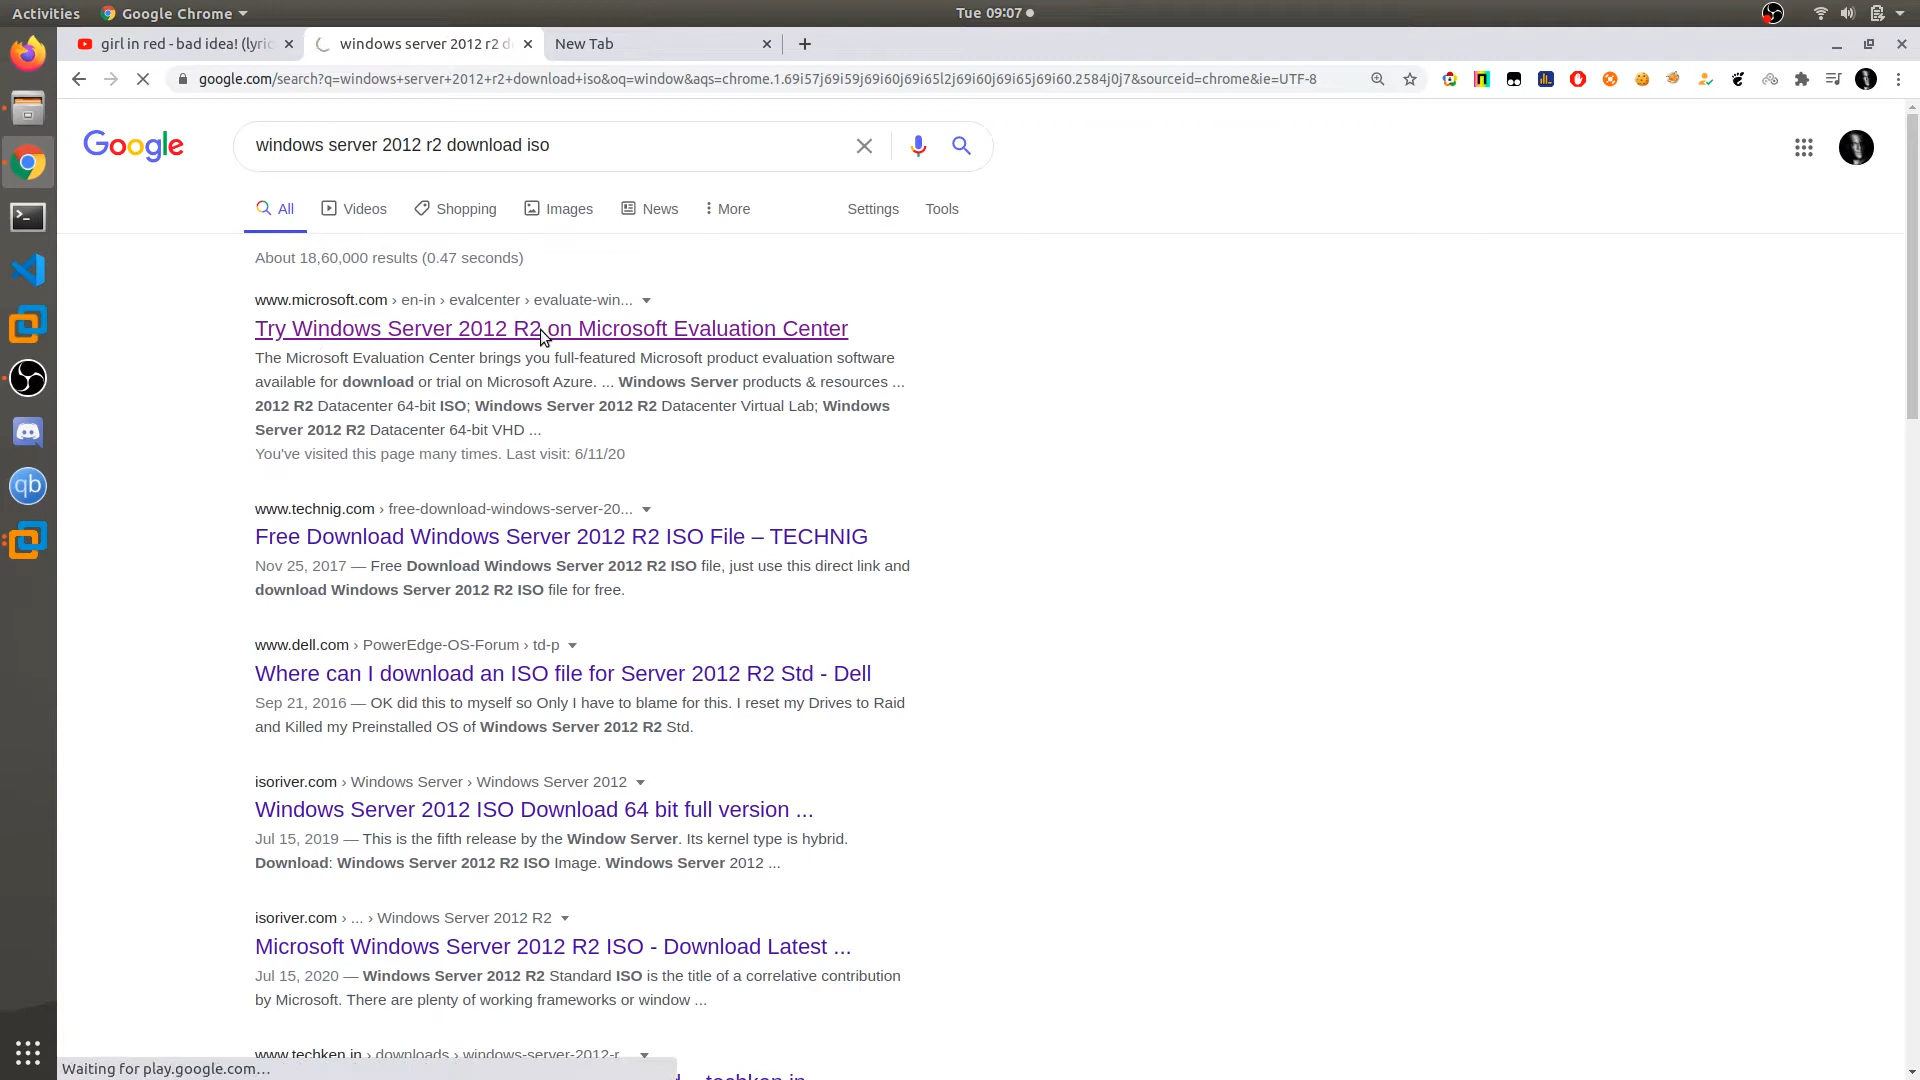 Activities
Google Chrome
Tue 09:07
girl in red - bad idea! (lyric
windows server 2012 r2 d
New Tab
google.com/search?q=windows+server+2012+r2+download+iso&oq=window&aqs=chrome.1.69i57j69i59j69i60j69i65l2j69i60j69i65j69i60.2584j0j7&sourceid=chrome&ie=UTF-8
Google
windows server 2012 r2 download iso
All
Videos
Shopping
Images
News
More
Settings
Tools
About 18,60,000 results (0.47 seconds)
www.microsoft.com › en-in › evalcenter › evaluate-win...
Try Windows Server 2012 R2 on Microsoft Evaluation Center
The Microsoft Evaluation Center brings you full-featured Microsoft product evaluation software
available for download or trial on Microsoft Azure. ... Windows Server products & resources ...
2012 R2 Datacenter 64-bit ISO; Windows Server 2012 R2 Datacenter Virtual Lab; Windows
Server 2012 R2 Datacenter 64-bit VHD ...
You've visited this page many times. Last visit: 6/11/20
www.technig.com › free-download-windows-server-20...
Free Download Windows Server 2012 R2 ISO File – TECHNIG
Nov 25, 2017 — Free Download Windows Server 2012 R2 ISO file, just use this direct link and
download Windows Server 2012 R2 ISO file for free.
www.dell.com › PowerEdge-OS-Forum › td-p
Where can I download an ISO file for Server 2012 R2 Std - Dell
Sep 21, 2016 — OK did this to myself so Only I have to blame for this. I reset my Drives to Raid
and Killed my Preinstalled OS of Windows Server 2012 R2 Std.
isoriver.com › Windows Server › Windows Server 2012
Windows Server 2012 ISO Download 64 bit full version ...
Jul 15, 2019 — This is the fifth release by the Window Server. Its kernel type is hybrid.
Download: Windows Server 2012 R2 ISO Image. Windows Server 2012 ...
isoriver.com › ... › Windows Server 2012 R2
Microsoft Windows Server 2012 R2 ISO - Download Latest ...
Jul 15, 2020 — Windows Server 2012 R2 Standard ISO is the title of a correlative contribution
by Microsoft. There are plenty of working frameworks or window ...
www.techken.in › downloads › windows-server-2012-r...
techken.in
Waiting for play.google.com...
qb